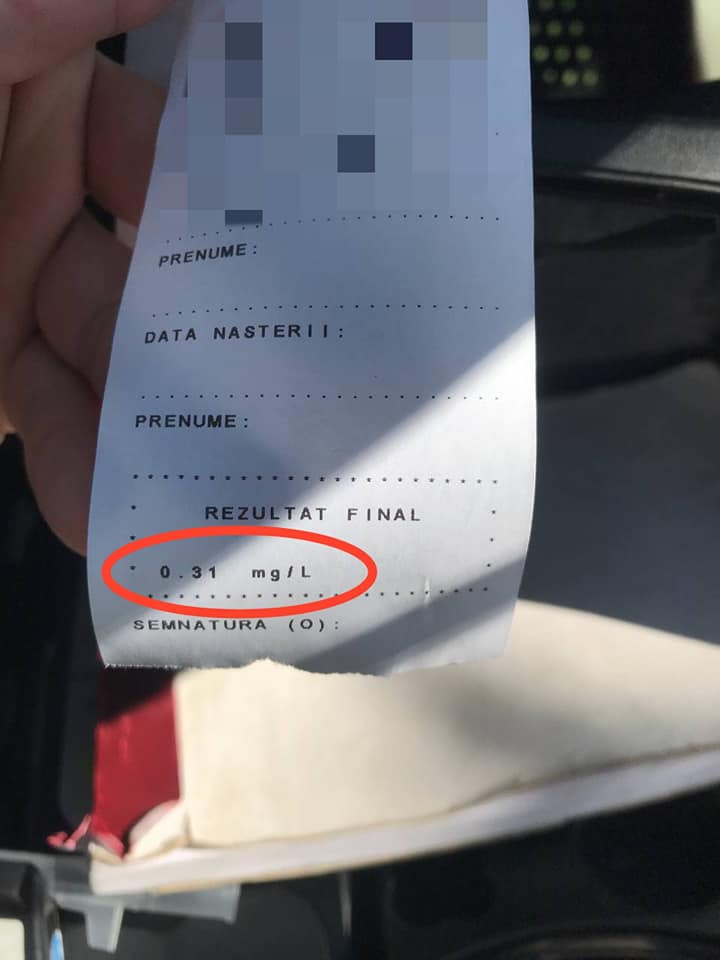 PRENUME:
DATA NASTERII:
PRENUME:
REZULTAT FINAL
0.31 mg/L
SEMNATURA (O):